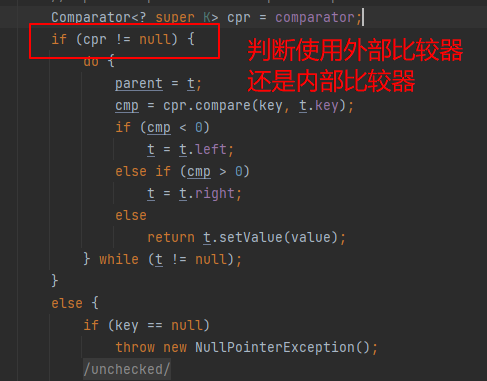 Comparator<? super K> cpr = comparator;
if (cpr != null) {
判断使用外部比较器
还是内部比较器
do {
parent = t;
cmp = cpr.compare(key, t.key);
if (cmp < 0)
t = t.left;
else if (cmp > 0)
t = t.right;
else
return t.setValue(value);
} while (t != null);
}
else {
if (key == null)
throw new NullPointerException();
/unchecked/